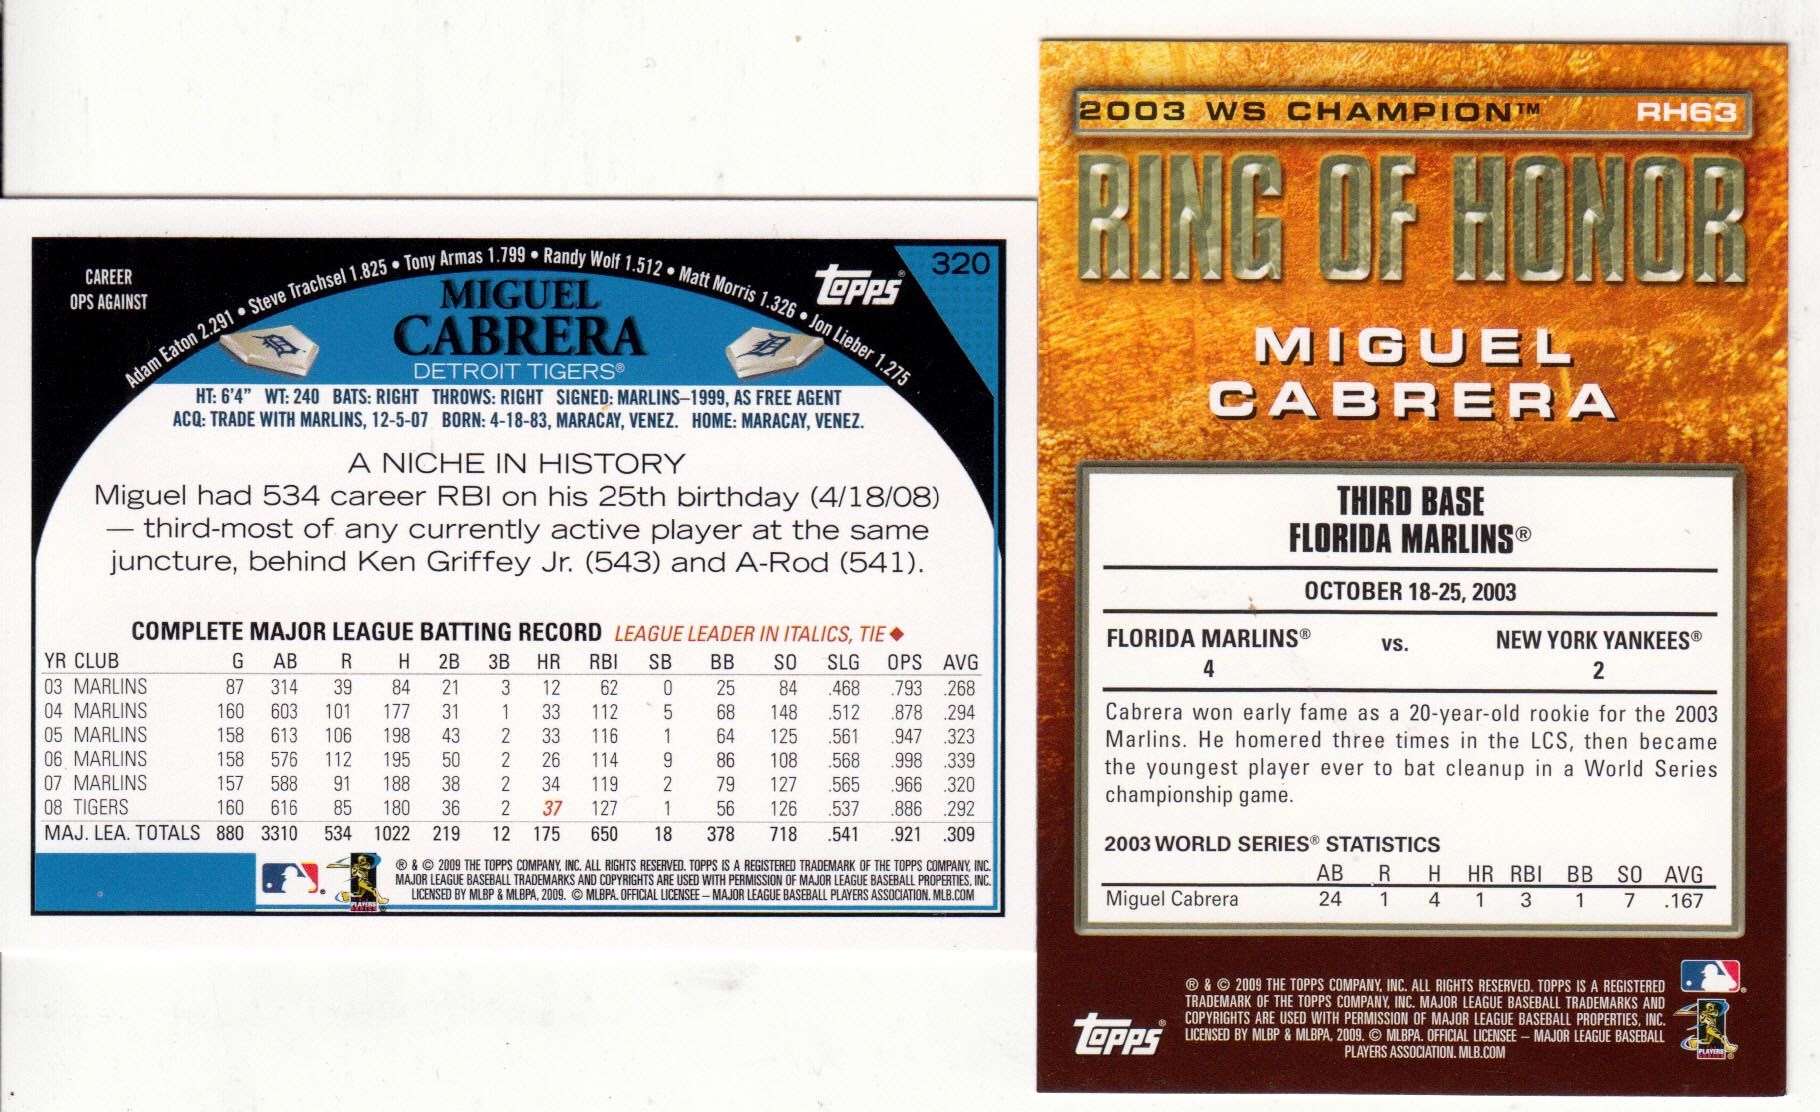 CAREER
OPS AGAINST
Adam Eaton 2.291 • Steve Trachsel 1.825 • Tony Armas 1.799 • Randy Wolf 1.512 • Matt Morris 1.326 • Jon Lieber 1.275
topps®
320
MIGUEL
CABRERA
DETROIT TIGERS®
HT: 6'4" WT: 240 BATS: RIGHT THROWS: RIGHT SIGNED: MARLINS–1999, AS FREE AGENT
ACQ: TRADE WITH MARLINS, 12-5-07 BORN: 4-18-83, MARACAY, VENEZ. HOME: MARACAY, VENEZ.
A NICHE IN HISTORY
Miguel had 534 career RBI on his 25th birthday (4/18/08)
— third-most of any currently active player at the same
juncture, behind Ken Griffey Jr. (543) and A-Rod (541).
COMPLETE MAJOR LEAGUE BATTING RECORD LEAGUE LEADER IN ITALICS, TIE ◆
YR CLUB G AB R H 2B 3B HR RBI SB BB SO SLG OPS AVG
03 MARLINS 87 314 39 84 21 3 12 62 0 25 84 .468 .793 .268
04 MARLINS 160 603 101 177 31 1 33 112 5 68 148 .512 .878 .294
05 MARLINS 158 613 106 198 43 2 33 116 1 64 125 .561 .947 .323
06 MARLINS 158 576 112 195 50 2 26 114 9 86 108 .568 .998 .339
07 MARLINS 157 588 91 188 38 2 34 119 2 79 127 .565 .966 .320
08 TIGERS 160 616 85 180 36 2 37 127 1 56 126 .537 .886 .292
MAJ. LEA. TOTALS 880 3310 534 1022 219 12 175 650 18 378 718 .541 .921 .309
® & © 2009 THE TOPPS COMPANY, INC. ALL RIGHTS RESERVED. TOPPS IS A REGISTERED TRADEMARK OF THE TOPPS COMPANY, INC.
MAJOR LEAGUE BASEBALL TRADEMARKS AND COPYRIGHTS ARE USED WITH PERMISSION OF MAJOR LEAGUE BASEBALL PROPERTIES, INC.
LICENSED BY MLBP & MLBPA, 2009. © MLBPA. OFFICIAL LICENSEE – MAJOR LEAGUE BASEBALL PLAYERS ASSOCIATION. MLB.COM
PLAYERS
2003 WS CHAMPION™ RH63
RING OF HONOR
MIGUEL
CABRERA
THIRD BASE
FLORIDA MARLINS®
OCTOBER 18-25, 2003
FLORIDA MARLINS® vs. NEW YORK YANKEES®
4 2
Cabrera won early fame as a 20-year-old rookie for the 2003
Marlins. He homered three times in the LCS, then became
the youngest player ever to bat cleanup in a World Series
championship game.
2003 WORLD SERIES® STATISTICS
AB R H HR RBI BB SO AVG
Miguel Cabrera 24 1 4 1 3 1 7 .167
topps®
® & © 2009 THE TOPPS COMPANY, INC. ALL RIGHTS RESERVED. TOPPS IS A REGISTERED
TRADEMARK OF THE TOPPS COMPANY, INC. MAJOR LEAGUE BASEBALL TRADEMARKS AND
COPYRIGHTS ARE USED WITH PERMISSION OF MAJOR LEAGUE BASEBALL PROPERTIES, INC.
LICENSED BY MLBP & MLBPA, 2009. © MLBPA. OFFICIAL LICENSEE – MAJOR LEAGUE BASEBALL
PLAYERS ASSOCIATION. MLB.COM
PLAYERS